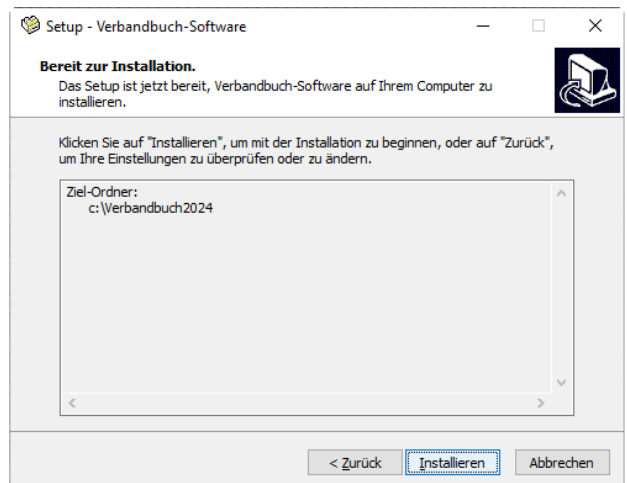 Setup - Verbandbuch-Software
Bereit zur Installation.
Das Setup ist jetzt bereit, Verbandbuch-Software auf Ihrem Computer zu
installieren.
Klicken Sie auf "Installieren", um mit der Installation zu beginnen, oder auf "Zurück",
um Ihre Einstellungen zu überprüfen oder zu ändern.
Ziel-Ordner:
c:\Verbandbuch2024
< Zurück Installieren Abbrechen